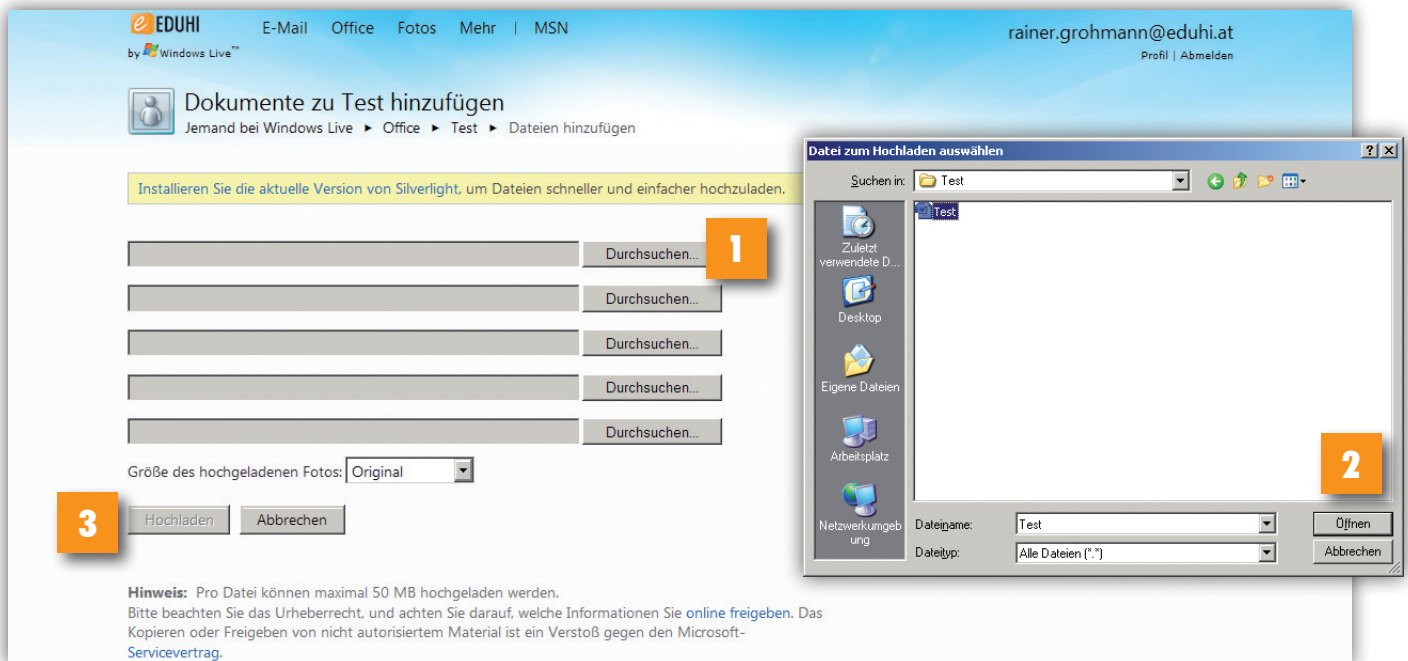 EDUHI E-Mail Office Fotos Mehr | MSN
by Windows Live™
rainer.grohmann@eduhi.at
Profil | Abmelden
Dokumente zu Test hinzufügen
Jemand bei Windows Live ► Office ► Test ► Dateien hinzufügen
Installieren Sie die aktuelle Version von Silverlight, um Dateien schneller und einfacher hochzuladen.
Durchsuchen... 1
Durchsuchen...
Durchsuchen...
Durchsuchen...
Durchsuchen...
Größe des hochgeladenen Fotos: Original
3 Hochladen Abbrechen
Hinweis: Pro Datei können maximal 50 MB hochgeladen werden.
Bitte beachten Sie das Urheberrecht, und achten Sie darauf, welche Informationen Sie online freigeben. Das
Kopieren oder Freigeben von nicht autorisiertem Material ist ein Verstoß gegen den Microsoft-
Servicevertrag.
Datei zum Hochladen auswählen
Suchen in: Test
Test
Zuletzt
verwendete D...
Desktop
Eigene Dateien
Arbeitsplatz
Netzwerkumgeb
ung
2
Dateiname: Test Öffnen
Dateityp: Alle Dateien (*.*) Abbrechen